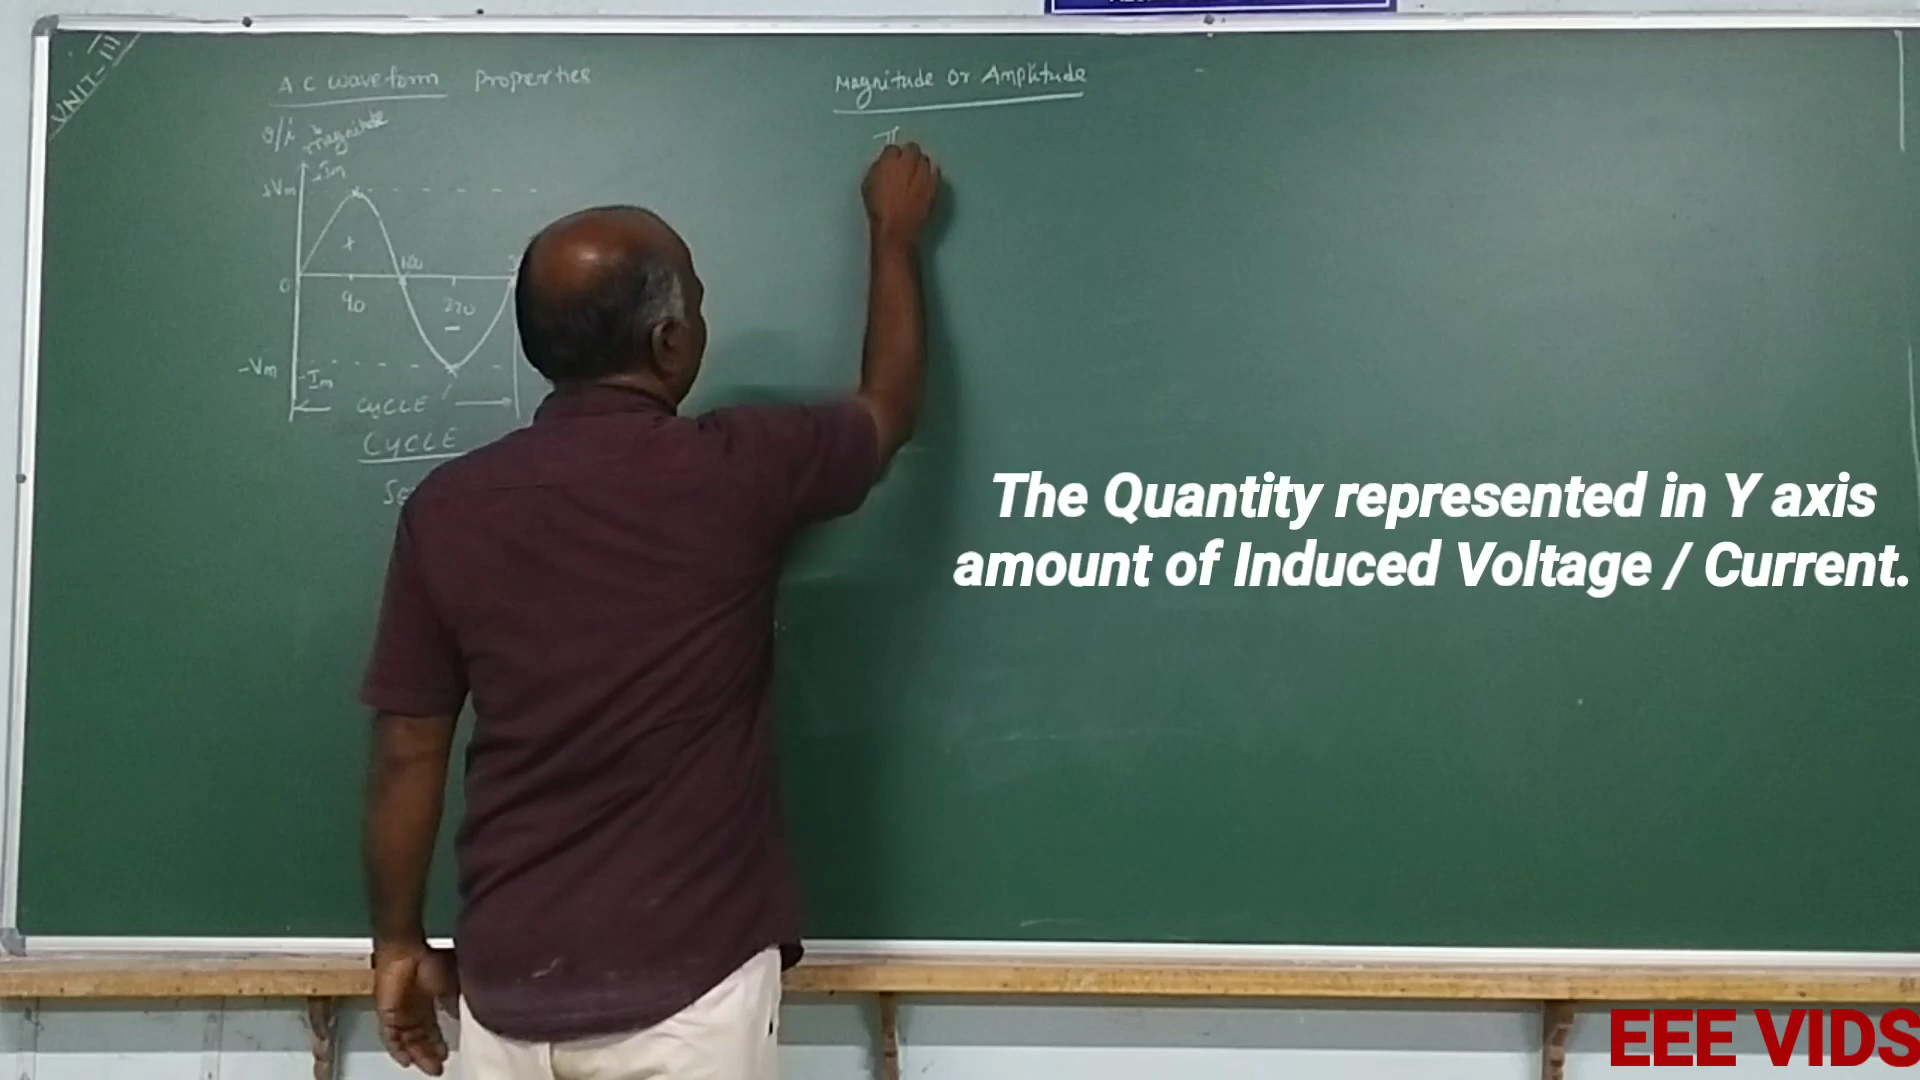 UNIT-III
AC waveform Properties
v/i Magnitude
+Vm +Im
+
0 90 180 270
-
-Vm -Im
CYCLE
CYCLE
Magnitude or Amplitude
The Quantity represented in Y axis
amount of Induced Voltage / Current.
EEE VIDS